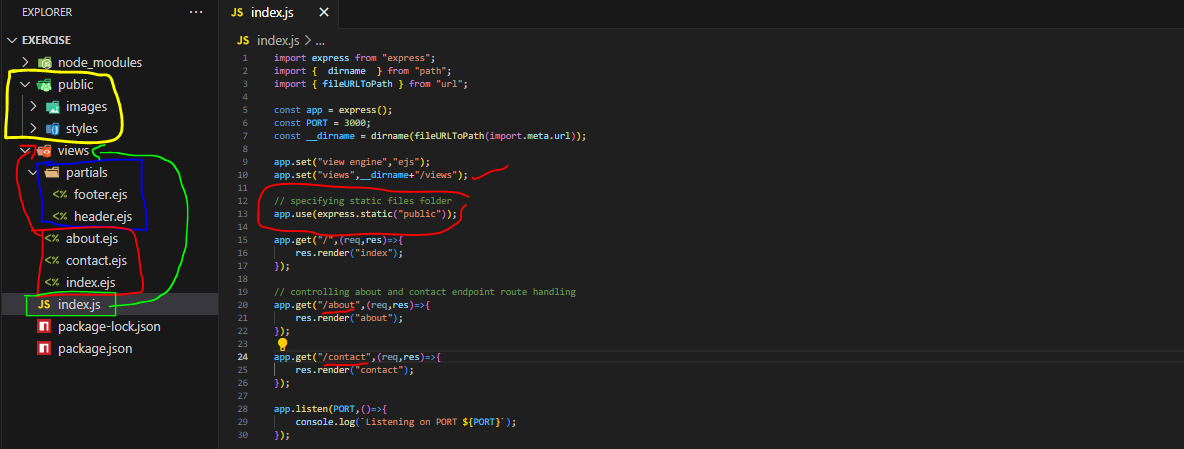 EXPLORER ...
EXERCISE
node_modules
public
images
styles
views
partials
<%= footer.ejs
<%= header.ejs
<%= about.ejs
<%= contact.ejs
<%= index.ejs
JS index.js
package-lock.json
package.json
JS index.js ×
JS index.js > ...
1 import express from "express";
2 import { dirname } from "path";
3 import { fileURLToPath } from "url";
4
5 const app = express();
6 const PORT = 3000;
7 const __dirname = dirname(fileURLToPath(import.meta.url));
8
9 app.set("view engine","ejs");
10 app.set("views",__dirname+"/views");
11
12 // specifying static files folder
13 app.use(express.static("public"));
14
15 app.get("/",(req,res)=>{
16 res.render("index");
17 });
18
19 // controlling about and contact endpoint route handling
20 app.get("/about",(req,res)=>{
21 res.render("about");
22 });
23
24 app.get("/contact",(req,res)=>{
25 res.render("contact");
26 });
27
28 app.listen(PORT,()=>{
29 console.log(`Listening on PORT ${PORT}`);
30 });